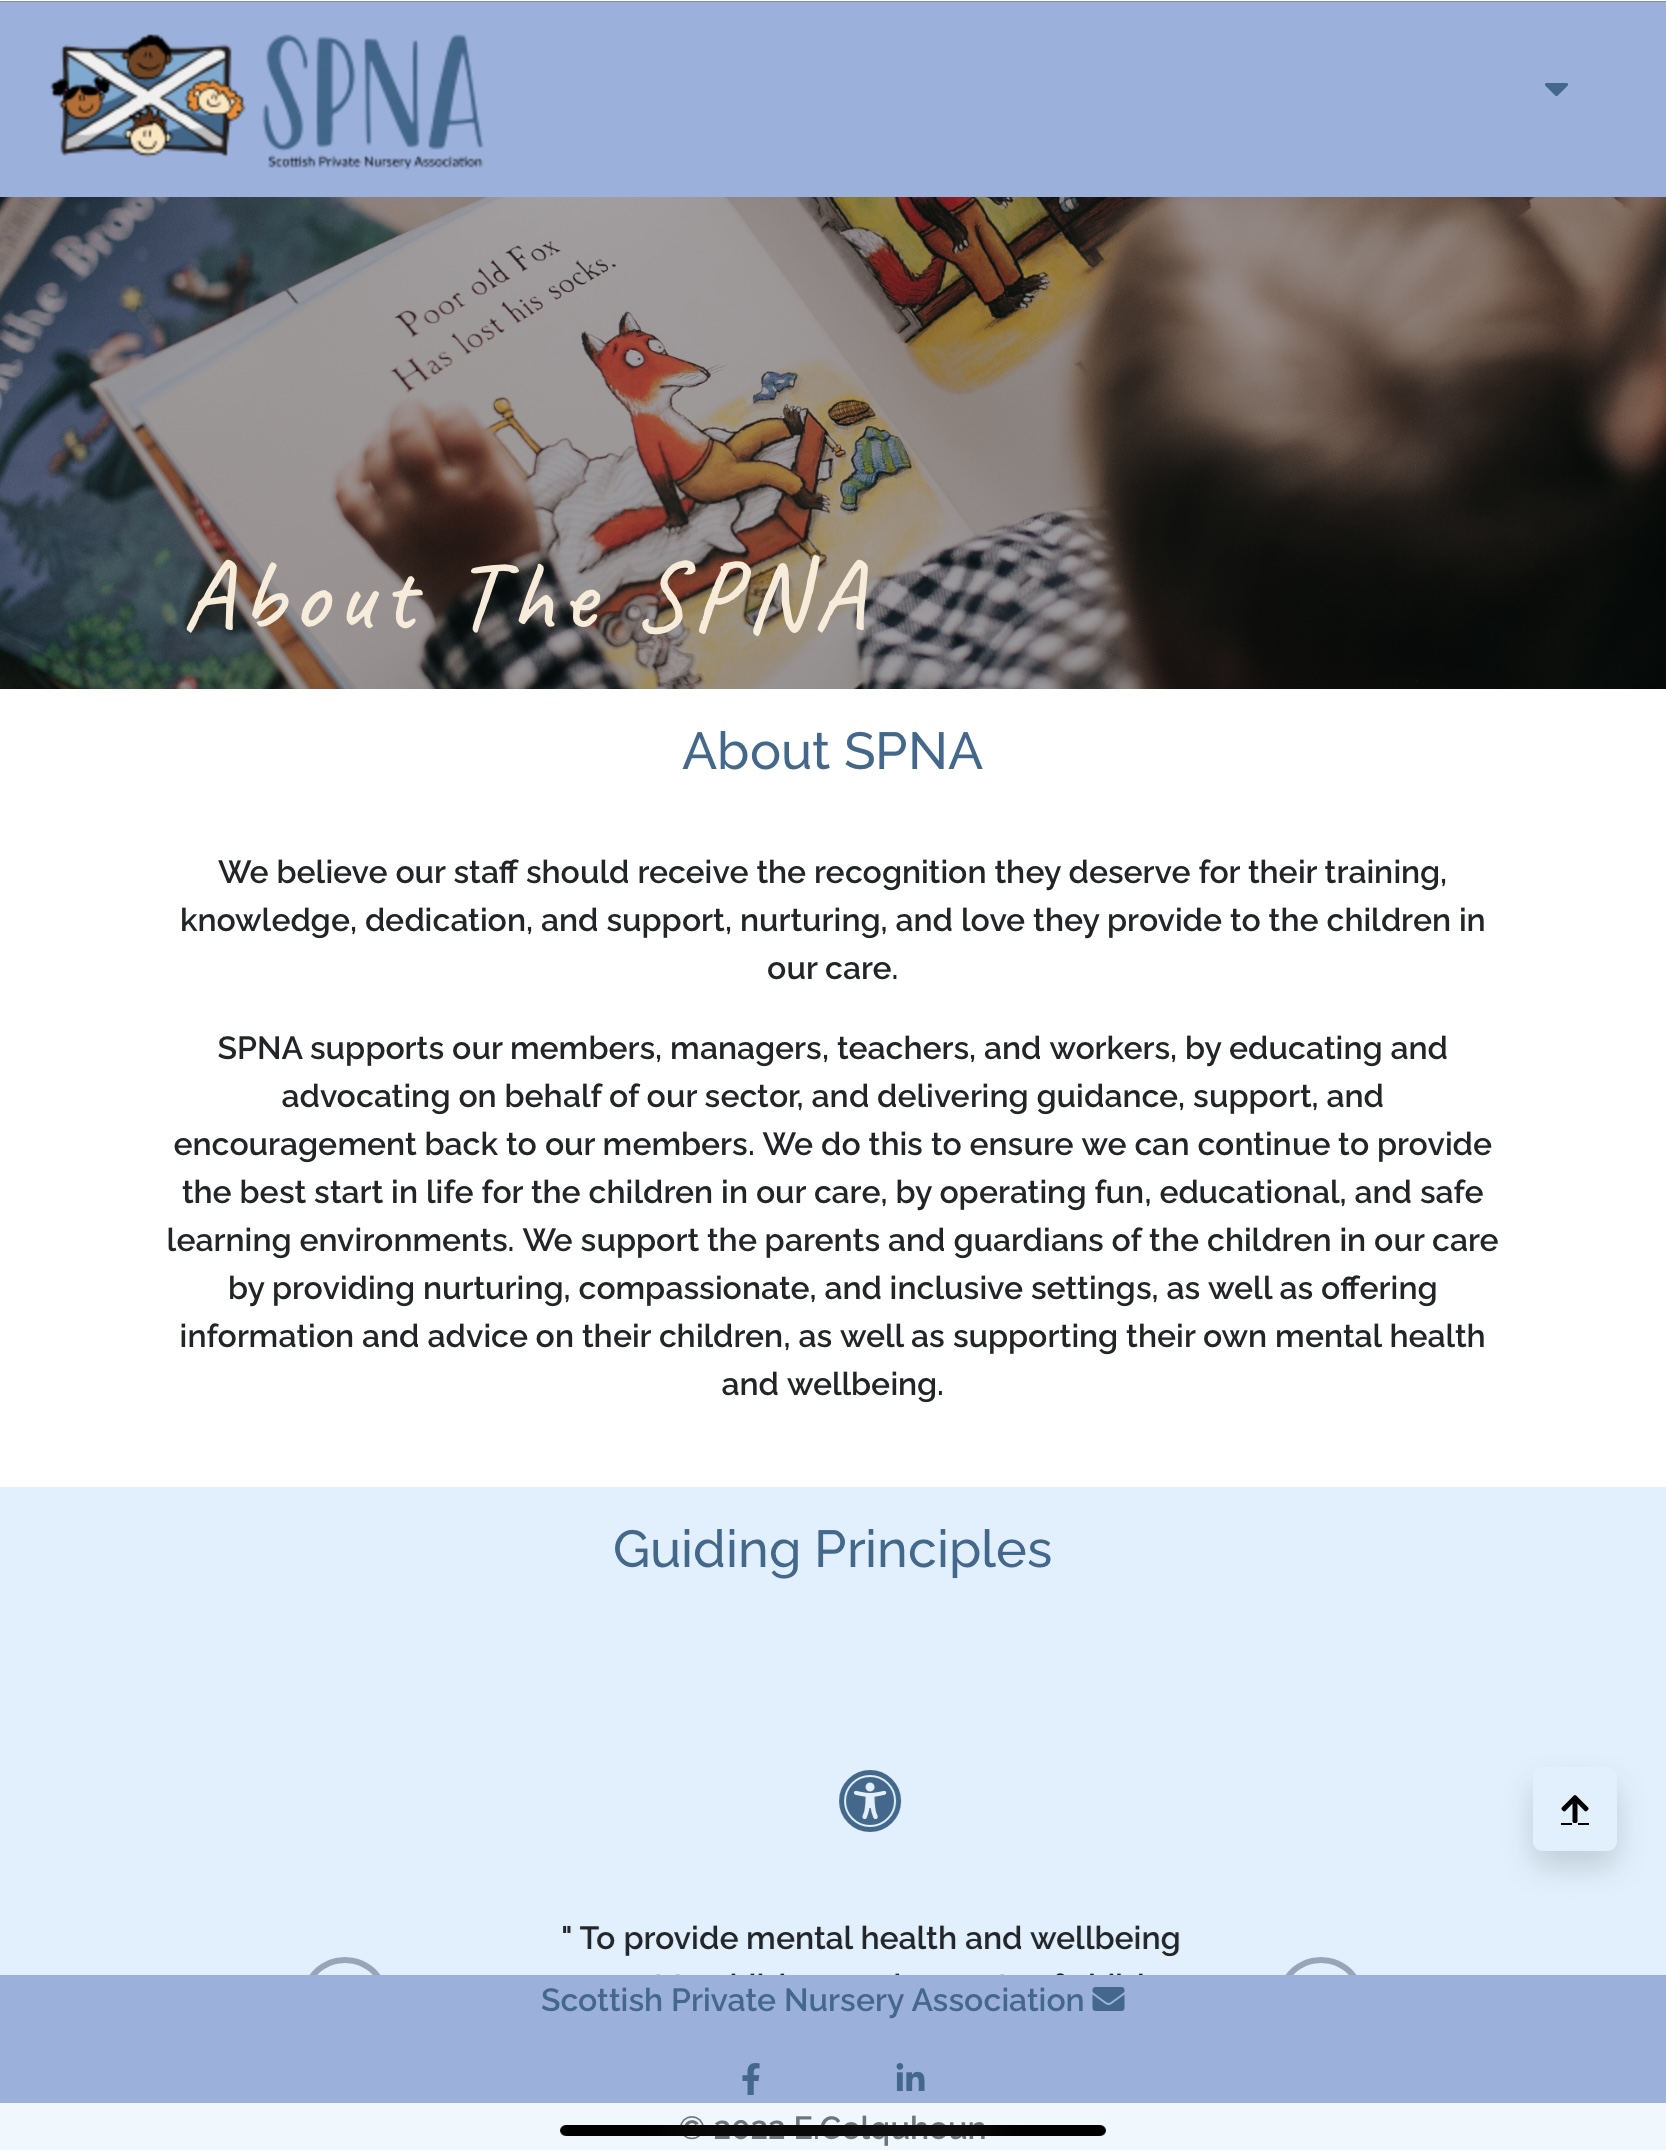 SPNA
Scottish Private Nursery Association
the Broo
Poor old Fox
Has lost his socks.
About The SPNA
About SPNA
We believe our staff should receive the recognition they deserve for their training,
knowledge, dedication, and support, nurturing, and love they provide to the children in
our care.
SPNA supports our members, managers, teachers, and workers, by educating and
advocating on behalf of our sector, and delivering guidance, support, and
encouragement back to our members. We do this to ensure we can continue to provide
the best start in life for the children in our care, by operating fun, educational, and safe
learning environments. We support the parents and guardians of the children in our care
by providing nurturing, compassionate, and inclusive settings, as well as offering
information and advice on their children, as well as supporting their own mental health
and wellbeing.
Guiding Principles
" To provide mental health and wellbeing
Scottish Private Nursery Association
f in
© 2022 E.Colquhoun